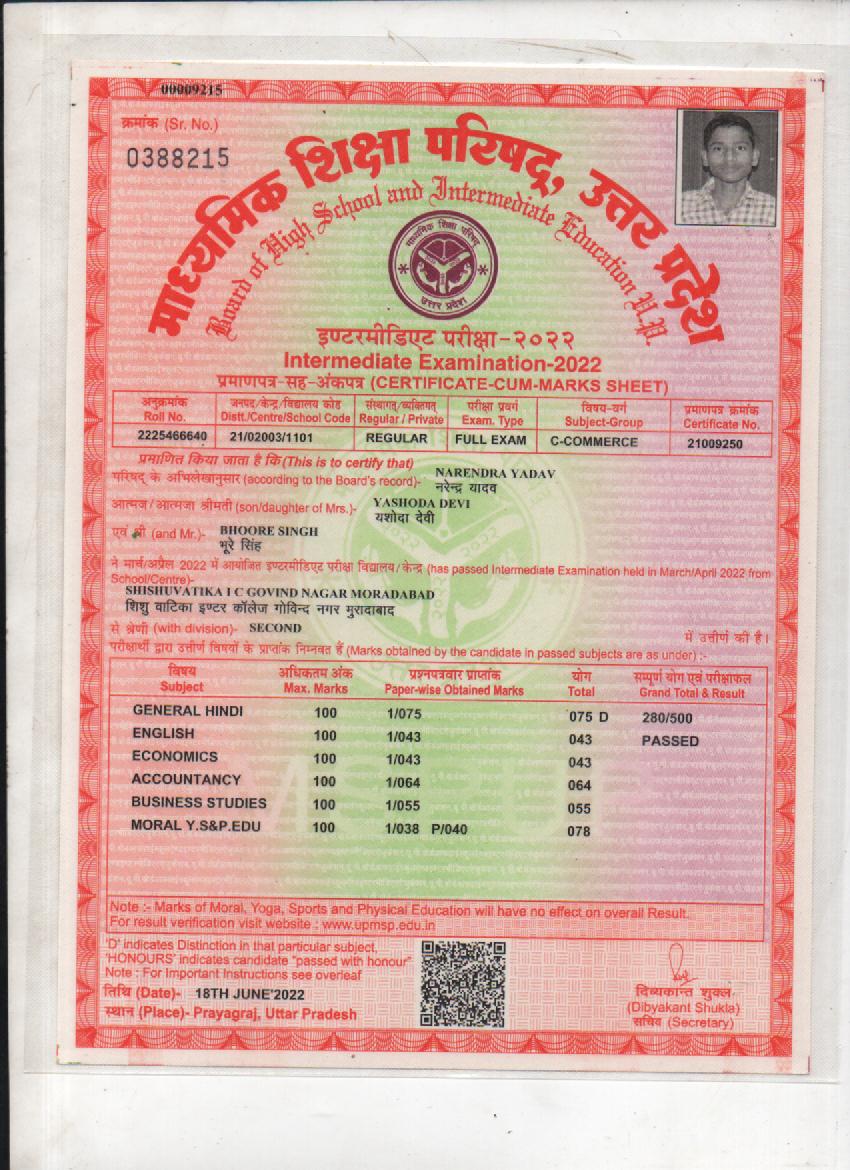 00009215
क्रमांक (Sr. No.)
0388215
माध्यमिक शिक्षा परिषद्, उत्तर प्रदेश
Board of High School and Intermediate Education U.P.
माध्यमिक शिक्षा परिषद्
उत्तर प्रदेश
इण्टरमीडिएट परीक्षा-२०२२
Intermediate Examination-2022
प्रमाणपत्र-सह-अंकपत्र (CERTIFICATE-CUM-MARKS SHEET)
अनुक्रमांक जनपद/केन्द्र/विद्यालय कोड संस्थागत/व्यक्तिगत परीक्षा प्रवर्ग विषय-वर्ग प्रमाणपत्र क्रमांक
Roll No. Distt./Centre/School Code Regular / Private Exam. Type Subject-Group Certificate No.
2225466640 21/02003/1101 REGULAR FULL EXAM C-COMMERCE 21009250
प्रमाणित किया जाता है कि (This is to certify that)
परिषद् के अभिलेखानुसार (according to the Board's record)- NARENDRA YADAV
नरेन्द्र यादव
आत्मज/आत्मजा श्रीमती (son/daughter of Mrs.)- YASHODA DEVI
यशोदा देवी
एवं श्री (and Mr.)- BHOORE SINGH
भूरे सिंह
ने मार्च/अप्रैल 2022 में आयोजित इण्टरमीडिएट परीक्षा विद्यालय/केन्द्र (has passed Intermediate Examination held in March/April 2022 from
School/Centre)-
SHISHUVATIKA I C GOVIND NAGAR MORADABAD
शिशु वाटिका इण्टर कॉलेज गोविन्द नगर मुरादाबाद
से श्रेणी (with division)- SECOND में उत्तीर्ण की है।
परीक्षार्थी द्वारा उत्तीर्ण विषयों के प्राप्तांक निम्नवत हैं (Marks obtained by the candidate in passed subjects are as under) :-
विषय अधिकतम अंक प्रश्नपत्रवार प्राप्तांक योग सम्पूर्ण योग एवं परीक्षाफल
Subject Max. Marks Paper-wise Obtained Marks Total Grand Total & Result
GENERAL HINDI 100 1/075 075 D 280/500
ENGLISH 100 1/043 043 PASSED
ECONOMICS 100 1/043 043
ACCOUNTANCY 100 1/064 064
BUSINESS STUDIES 100 1/055 055
MORAL Y.S&P.EDU 100 1/038 P/040 078
Note :- Marks of Moral, Yoga, Sports and Physical Education will have no effect on overall Result.
For result verification visit website : www.upmsp.edu.in
'D' indicates Distinction in that particular subject,
'HONOURS' indicates candidate "passed with honour"
Note : For Important Instructions see overleaf
तिथि (Date)- 18TH JUNE'2022
स्थान (Place)- Prayagraj, Uttar Pradesh
दिव्यकान्त शुक्ल
(Dibyakant Shukla)
सचिव (Secretary)